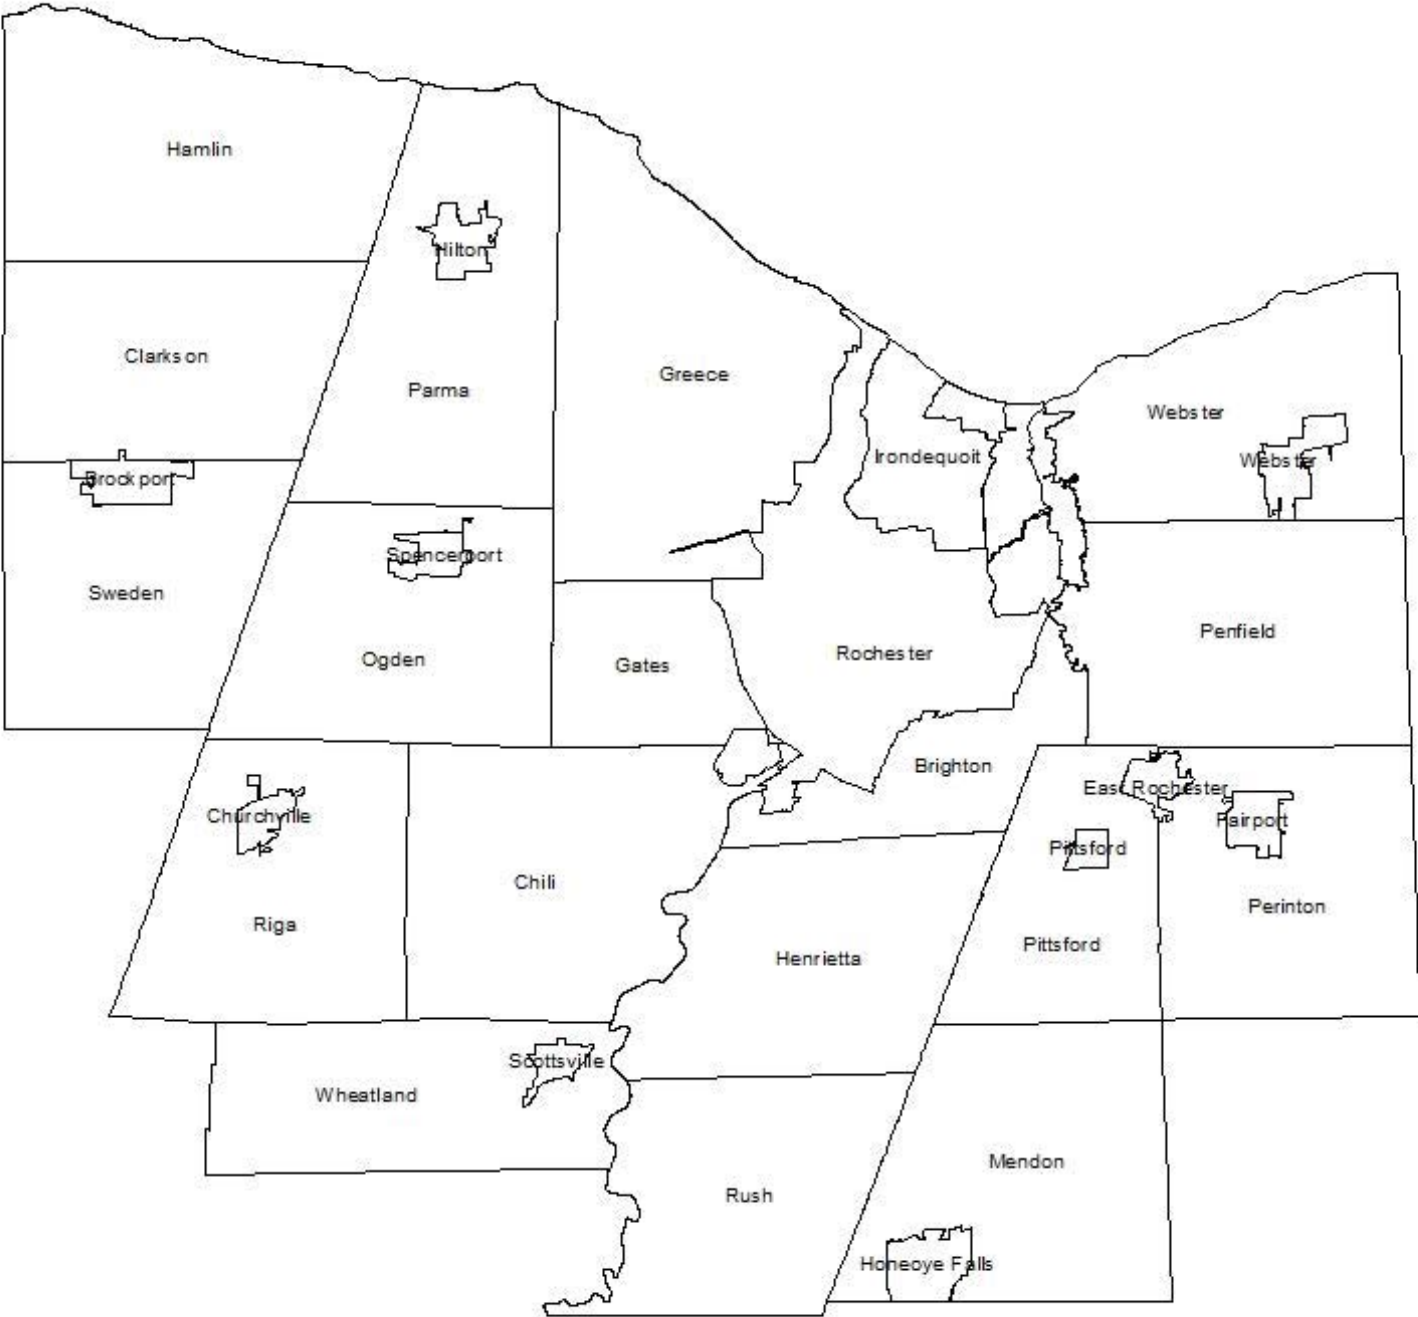 Hamlin
Hilton
Clarkson
Greece
Parma
Webster
Irondequoit
Webster
Brockport
Spencerport
Sweden
Penfield
Rochester
Ogden
Gates
Brighton
East Rochester
Churchville
Fairport
Pittsford
Chili
Perinton
Riga
Pittsford
Henrietta
Scottsville
Wheatland
Mendon
Rush
Honeoye Falls